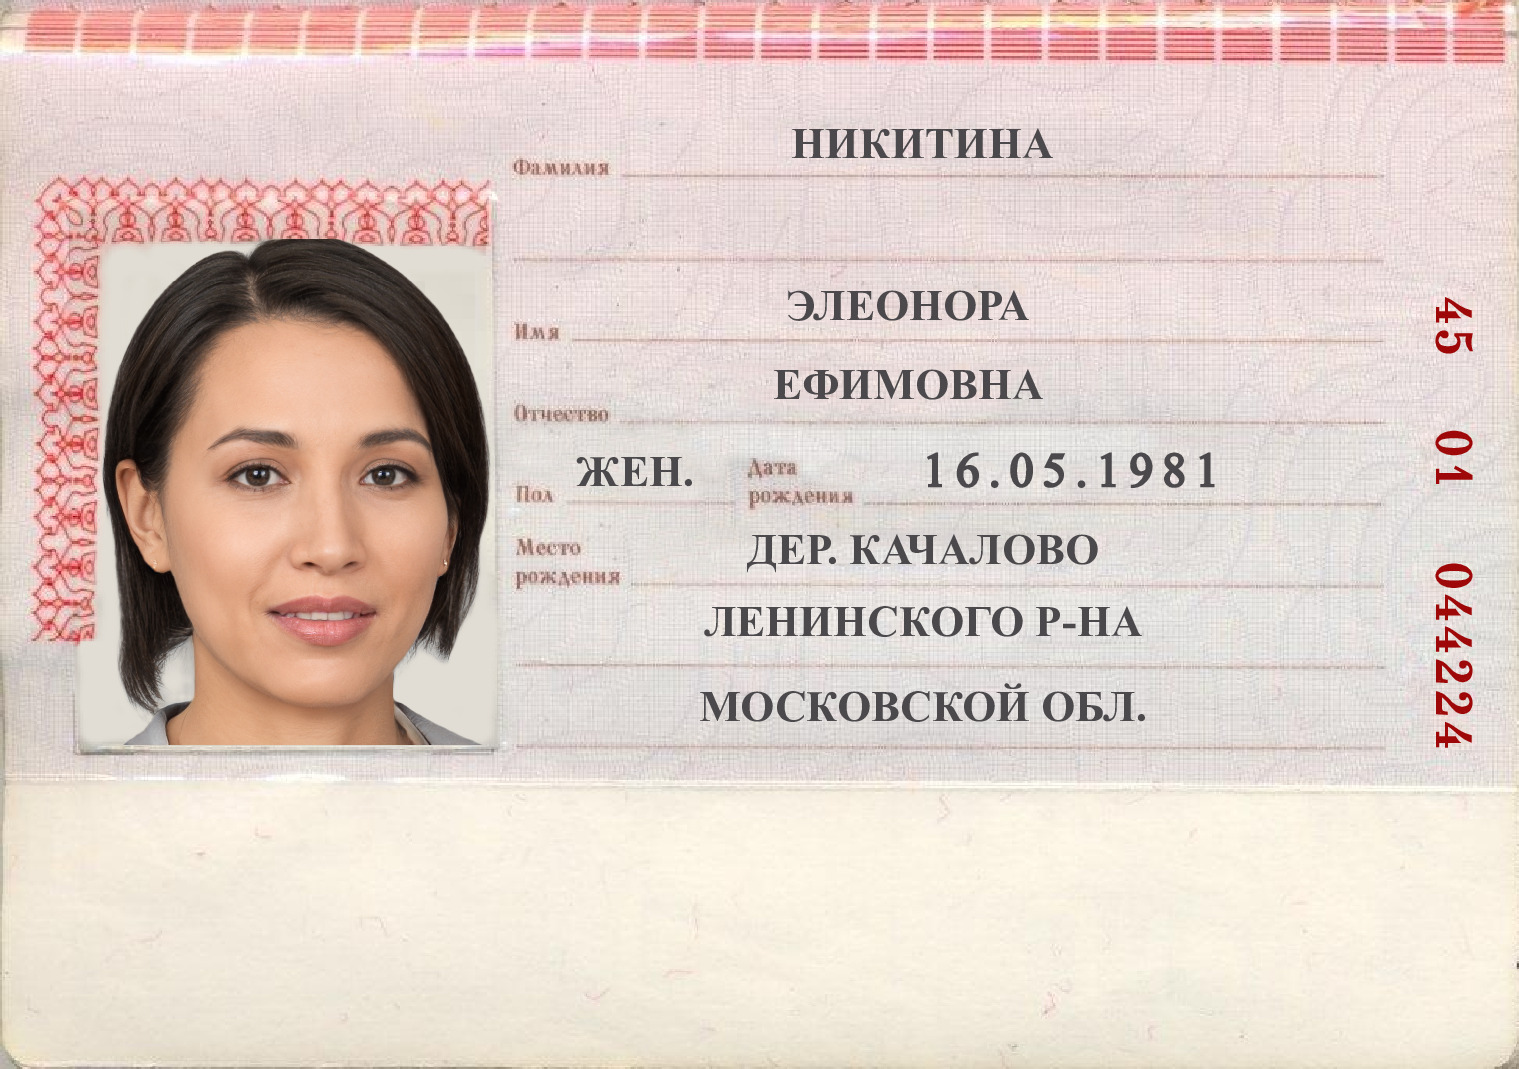 Фамилия НИКИТИНА
Имя ЭЛЕОНОРА
Отчество ЕФИМОВНА
Пол ЖЕН. Дата рождения 16.05.1981
Место рождения ДЕР. КАЧАЛОВО
ЛЕНИНСКОГО Р-НА
МОСКОВСКОЙ ОБЛ.
45 01 044224